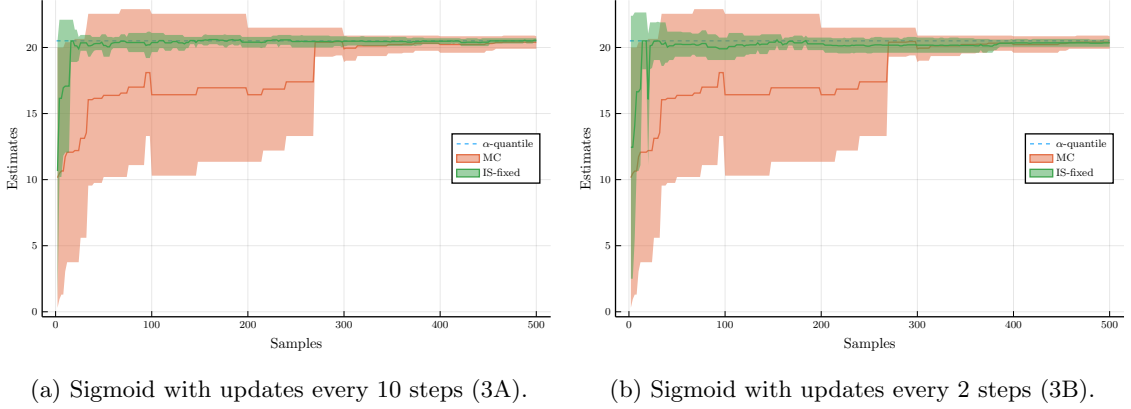 20
15
10
5
0
Estimates
α-quantile
MC
IS-fixed
0 100 200 300 400 500
Samples
(a) Sigmoid with updates every 10 steps (3A).
20
15
10
5
0
Estimates
α-quantile
MC
IS-fixed
0 100 200 300 400 500
Samples
(b) Sigmoid with updates every 2 steps (3B).